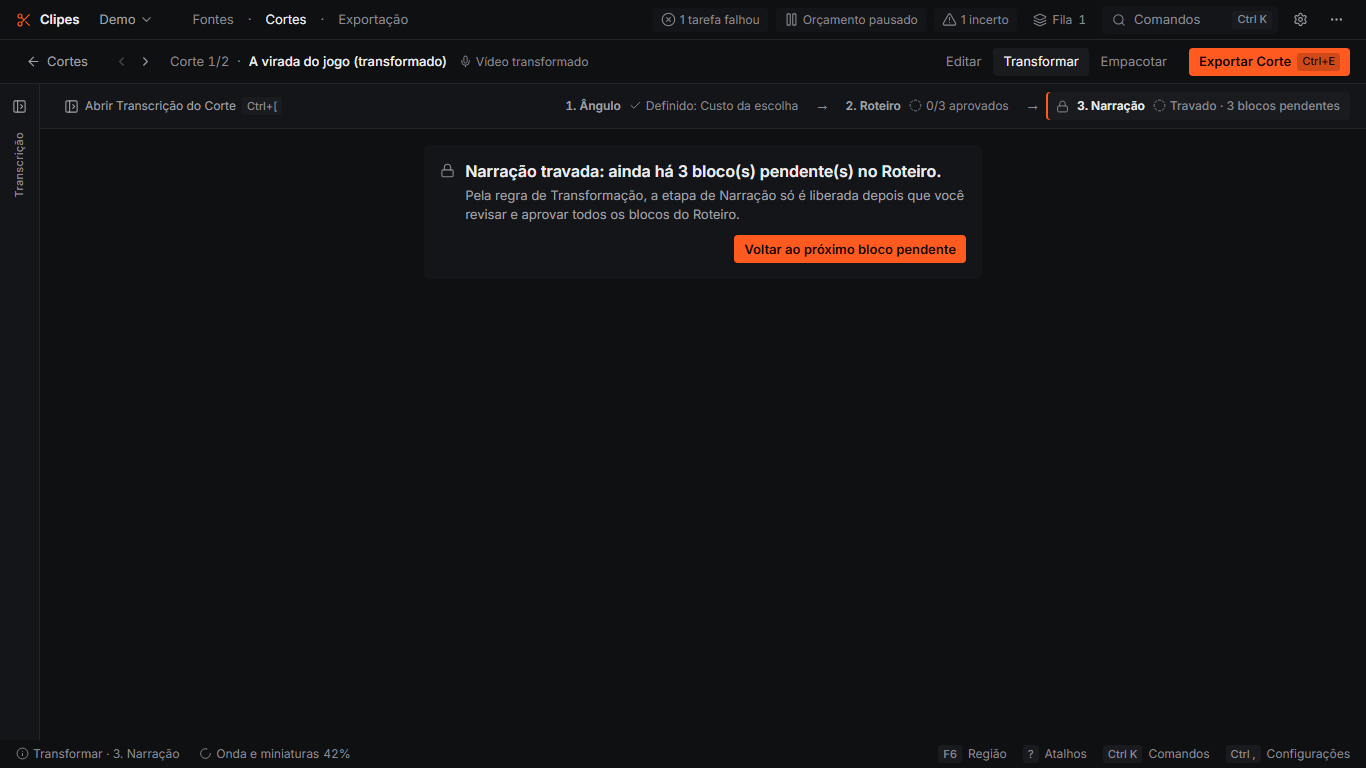 Clipes Demo Fontes · Cortes · Exportação 1 tarefa falhou Orçamento pausado 1 incerto Fila 1 Comandos Ctrl K
Cortes Corte 1/2 · A virada do jogo (transformado) Vídeo transformado Editar Transformar Empacotar Exportar Corte Ctrl+E
Abrir Transcrição do Corte Ctrl+[ 1. Ângulo Definido: Custo da escolha → 2. Roteiro 0/3 aprovados → 3. Narração Travado · 3 blocos pendentes
Transcrição
Narração travada: ainda há 3 bloco(s) pendente(s) no Roteiro.
Pela regra de Transformação, a etapa de Narração só é liberada depois que você
revisar e aprovar todos os blocos do Roteiro.
Voltar ao próximo bloco pendente
Transformar · 3. Narração Onda e miniaturas 42% F6 Região ? Atalhos Ctrl K Comandos Ctrl , Configurações